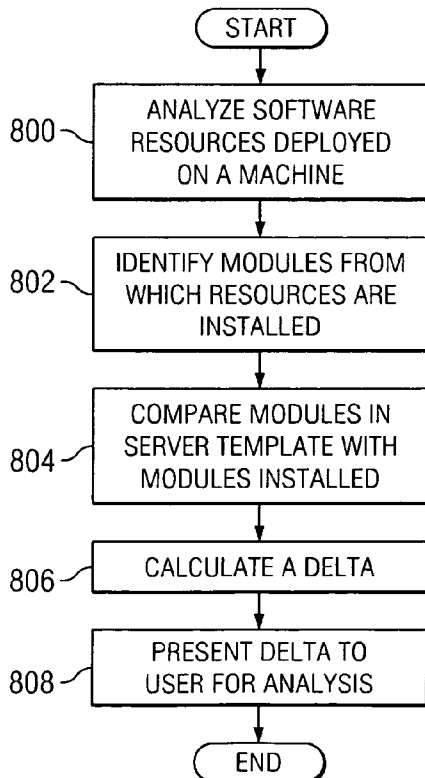 START
800
ANALYZE SOFTWARE
RESOURCES DEPLOYED
ON A MACHINE
802
IDENTIFY MODULES FROM
WHICH RESOURCES ARE
INSTALLED
804
COMPARE MODULES IN
SERVER TEMPLATE WITH
MODULES INSTALLED
806
CALCULATE A DELTA
808
PRESENT DELTA TO
USER FOR ANALYSIS
END